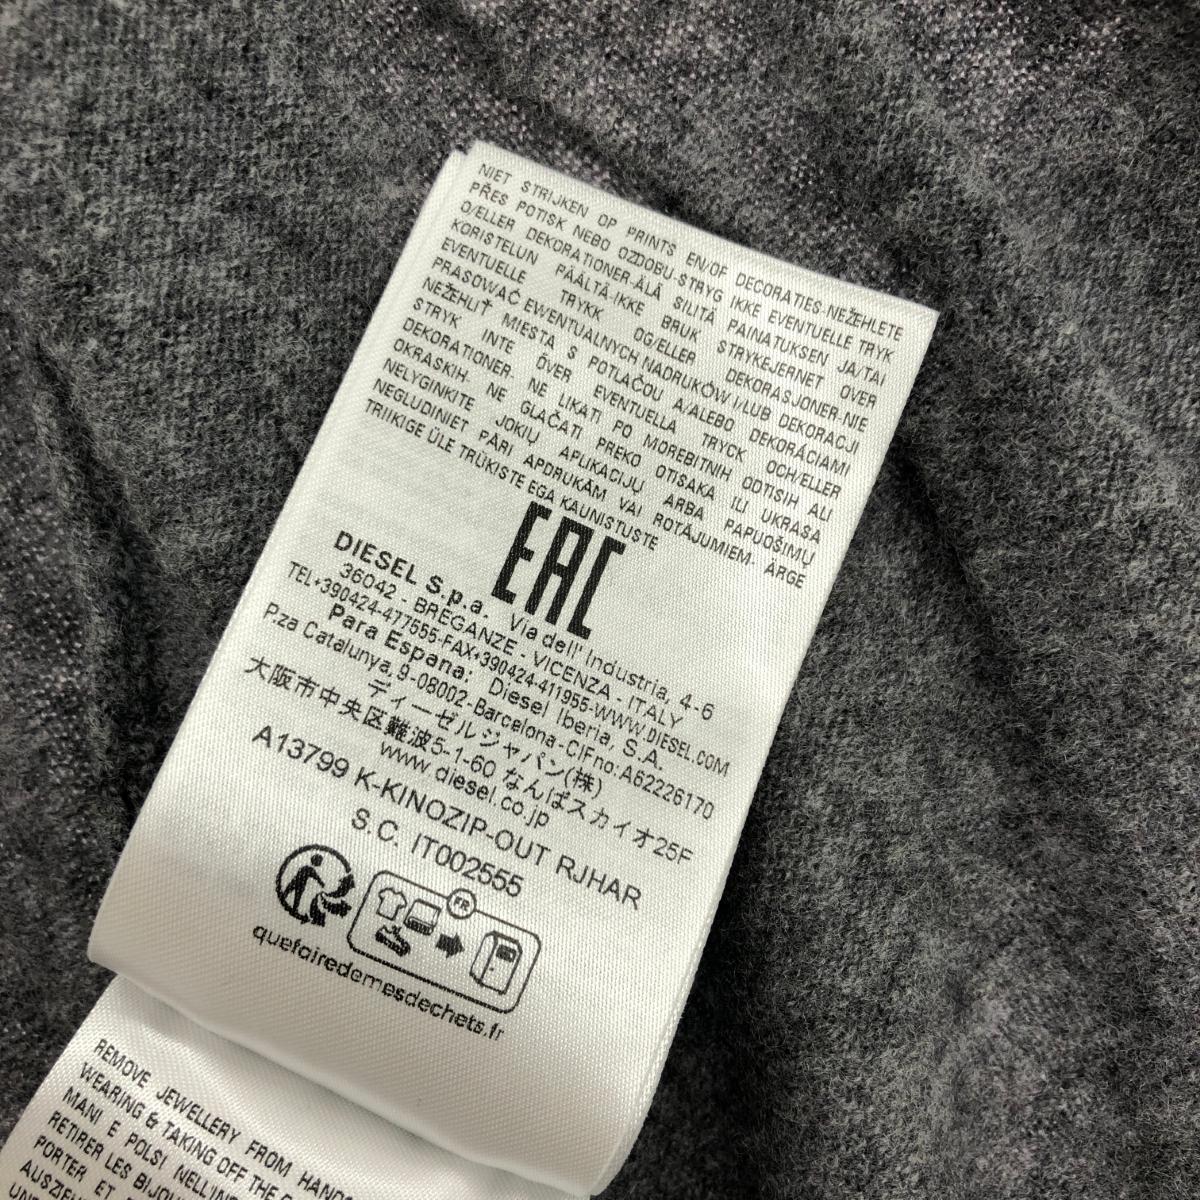 NIET STRIJKEN OP PRINTS EN/OF DECORATIES-NEŽEHLETE
PŘES POTISK NEBO OZDOBU-STRYG IKKE EVENTUELLE TRYK
O/ELLER DEKORATIONER-ÄLÄ SILITÄ PAINATUKSEN JA/TAI
KORISTELUN PÄÄLTÄ-IKKE BRUK STRYKEJERNET OVER
EVENTUELLE TRYKK OG/ELLER DEKORASJONER-NIE
PRASOWAĆ EWENTUALNYCH NADRUKÓW I/LUB DEKORACJI
NEŽEHLIŤ MIESTA S POTLAČOU A/ALEBO DEKORÁCIAMI
STRYK INTE ÖVER EVENTUELLA TRYCK OCH/ELLER
DEKORATIONER. NE LIKATI PO MOREBITNIH ODTISIH ALI
OKRASKIH. NE GLAČATI PREKO OTISAKA ILI UKRASA
NELYGINKITE JOKIŲ APLIKACIJŲ ARBA PAPUOŠIMŲ
NEGLUDINIET PĀRI APDRUKĀM VAI ROTĀJUMIEM. ÄRGE
TRIIKIGE ÜLE TRÜKISTE EGA KAUNISTUSTE
EAC
DIESEL S.p.a. Via dell' Industria, 4-6
36042 - BREGANZE - VICENZA - ITALY
TEL+390424-477555-FAX+390424-411955-WWW.DIESEL.COM
Para Espana: Diesel Iberia, S.A.
P.za Catalunya, 9-08002-Barcelona-CIF no:A62226170
ディーゼルジャパン(株)
大阪市中央区難波5-1-60 なんばスカイオ25F
www.diesel.co.jp
A13799 K-KINOZIP-OUT RJHAR
S.C. IT002555
FR
quefairedemesdechets.fr
REMOVE JEWELLERY FROM HANDS
WEARING & TAKING OFF THE
MANI E POLSI NELL'IN
RETIRER LES BIJOU
PORTER ET
AUSZIEH